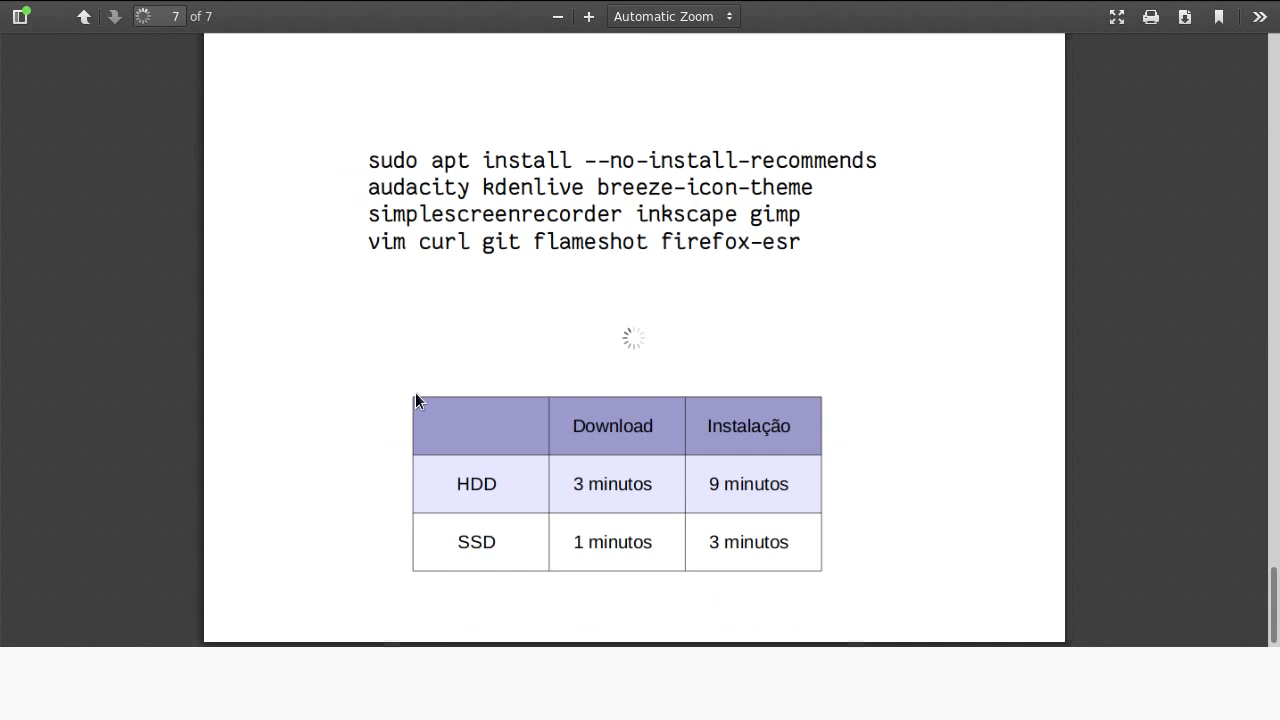 7 of 7
Automatic Zoom
sudo apt install --no-install-recommends
audacity kdenlive breeze-icon-theme
simplescreenrecorder inkscape gimp
vim curl git flameshot firefox-esr
Download Instalação
HDD 3 minutos 9 minutos
SSD 1 minutos 3 minutos